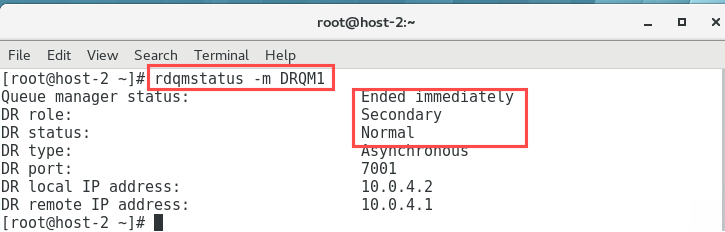 root@host-2:~
File Edit View Search Terminal Help
[root@host-2 ~]# rdqmstatus -m DRQM1
Queue manager status: Ended immediately
DR role: Secondary
DR status: Normal
DR type: Asynchronous
DR port: 7001
DR local IP address: 10.0.4.2
DR remote IP address: 10.0.4.1
[root@host-2 ~]#